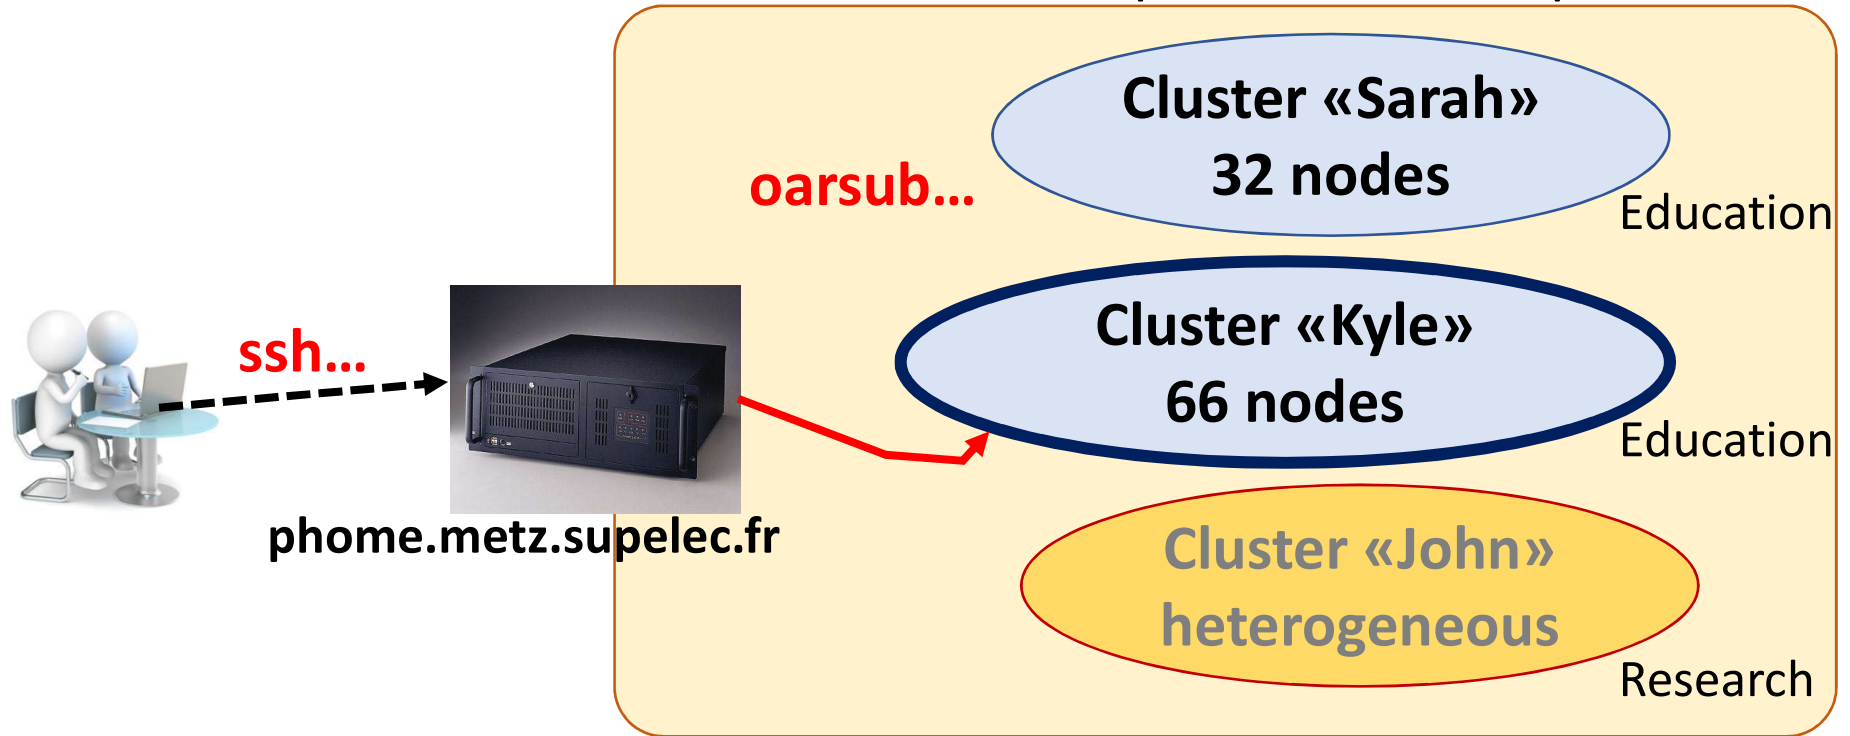 Cluster «Sarah»
32 nodes
oarsub...
Education
Cluster «Kyle»
66 nodes
ssh...
Education
phome.metz.supelec.fr
Cluster «John»
heterogeneous
Research